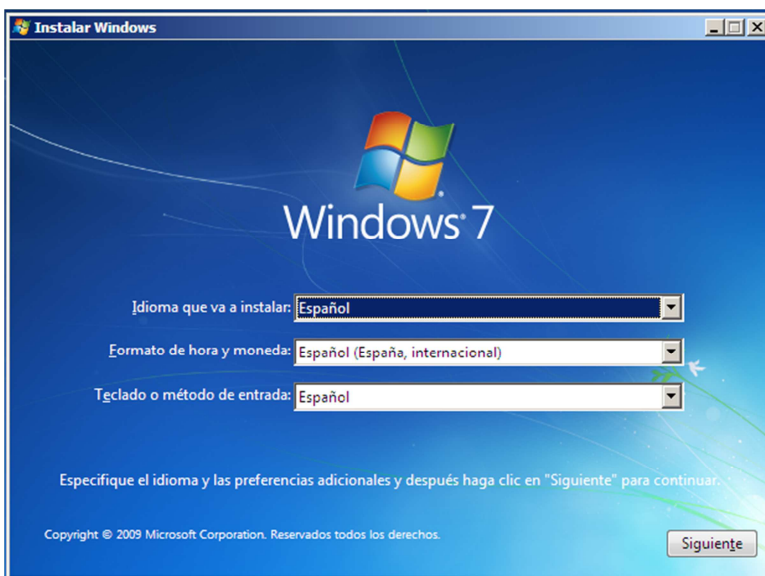 Instalar Windows
Windows® 7
Idioma que va a instalar: Español
Formato de hora y moneda: Español (España, internacional)
Teclado o método de entrada: Español
Especifique el idioma y las preferencias adicionales y después haga clic en "Siguiente" para continuar.
Copyright © 2009 Microsoft Corporation. Reservados todos los derechos.
Siguiente